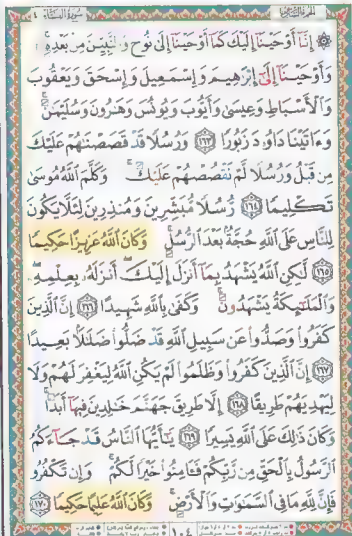 الجزء السادس سورة النساء ٤
۞ إِنَّا أَوْحَيْنَا إِلَيْكَ كَمَا أَوْحَيْنَا إِلَىٰ نُوحٍ وَالنَّبِيِّينَ مِنْ بَعْدِهِ ۚ
وَأَوْحَيْنَا إِلَىٰ إِبْرَٰهِيمَ وَإِسْمَٰعِيلَ وَإِسْحَٰقَ وَيَعْقُوبَ
وَالْأَسْبَاطِ وَعِيسَىٰ وَأَيُّوبَ وَيُونُسَ وَهَٰرُونَ وَسُلَيْمَٰنَ ۚ
وَءَاتَيْنَا دَاوُۥدَ زَبُورًا ١٦٣ وَرُسُلًا قَدْ قَصَصْنَٰهُمْ عَلَيْكَ
مِن قَبْلُ وَرُسُلًا لَّمْ نَقْصُصْهُمْ عَلَيْكَ ۚ وَكَلَّمَ اللَّهُ مُوسَىٰ
تَكْلِيمًا ١٦٤ رُّسُلًا مُّبَشِّرِينَ وَمُنذِرِينَ لِئَلَّا يَكُونَ
لِلنَّاسِ عَلَى اللَّهِ حُجَّةٌ بَعْدَ الرُّسُلِ ۚ وَكَانَ اللَّهُ عَزِيزًا حَكِيمًا
١٦٥ لَّٰكِنِ اللَّهُ يَشْهَدُ بِمَا أَنزَلَ إِلَيْكَ ۖ أَنزَلَهُۥ بِعِلْمِهِۦ ۖ
وَالْمَلَٰٓئِكَةُ يَشْهَدُونَ ۚ وَكَفَىٰ بِاللَّهِ شَهِيدًا ١٦٦ إِنَّ الَّذِينَ
كَفَرُوا وَصَدُّوا عَن سَبِيلِ اللَّهِ قَدْ ضَلُّوا ضَلَٰلًا بَعِيدًا
١٦٧ إِنَّ الَّذِينَ كَفَرُوا وَظَلَمُوا لَمْ يَكُنِ اللَّهُ لِيَغْفِرَ لَهُمْ وَلَا
لِيَهْدِيَهُمْ طَرِيقًا ١٦٨ إِلَّا طَرِيقَ جَهَنَّمَ خَٰلِدِينَ فِيهَا أَبَدًا ۚ
وَكَانَ ذَٰلِكَ عَلَى اللَّهِ يَسِيرًا ١٦٩ يَٰٓأَيُّهَا النَّاسُ قَدْ جَآءَكُمُ
الرَّسُولُ بِالْحَقِّ مِن رَّبِّكُمْ فَـَٔامِنُوا خَيْرًا لَّكُمْ ۚ وَإِن تَكْفُرُوا
فَإِنَّ لِلَّهِ مَا فِي السَّمَٰوَٰتِ وَالْأَرْضِ ۚ وَكَانَ اللَّهُ عَلِيمًا حَكِيمًا ١٧٠
١٠٤